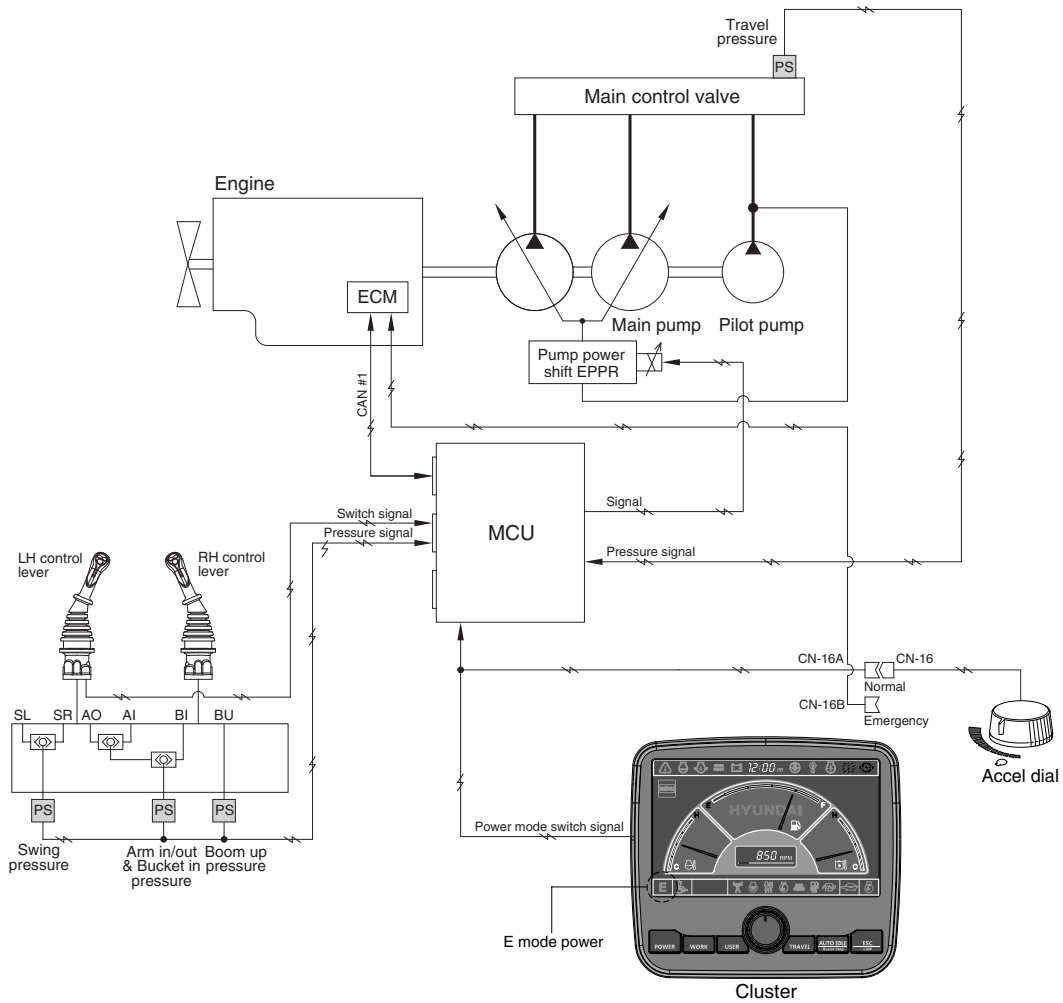 Travel
pressure
PS
Main control valve
Engine
ECM
Main pump
Pilot pump
Pump power
shift EPPR
CAN #1
Signal
Switch signal
Pressure signal
MCU
Pressure signal
LH control
lever
RH control
lever
CN-16A
CN-16
Normal
CN-16B
Emergency
SL
SR
AO
AI
BI
BU
Accel dial
PS
PS
PS
Swing
pressure
Arm in/out
& Bucket in
pressure
Boom up
pressure
Power mode switch signal
12:00
MENU
E
F
H
H
HYUNDAI
850 RPM
C
C
E
E mode power
POWER
WORK
USER
TRAVEL
AUTO IDLE
Buzzer Stop
ESC
CAM
Cluster